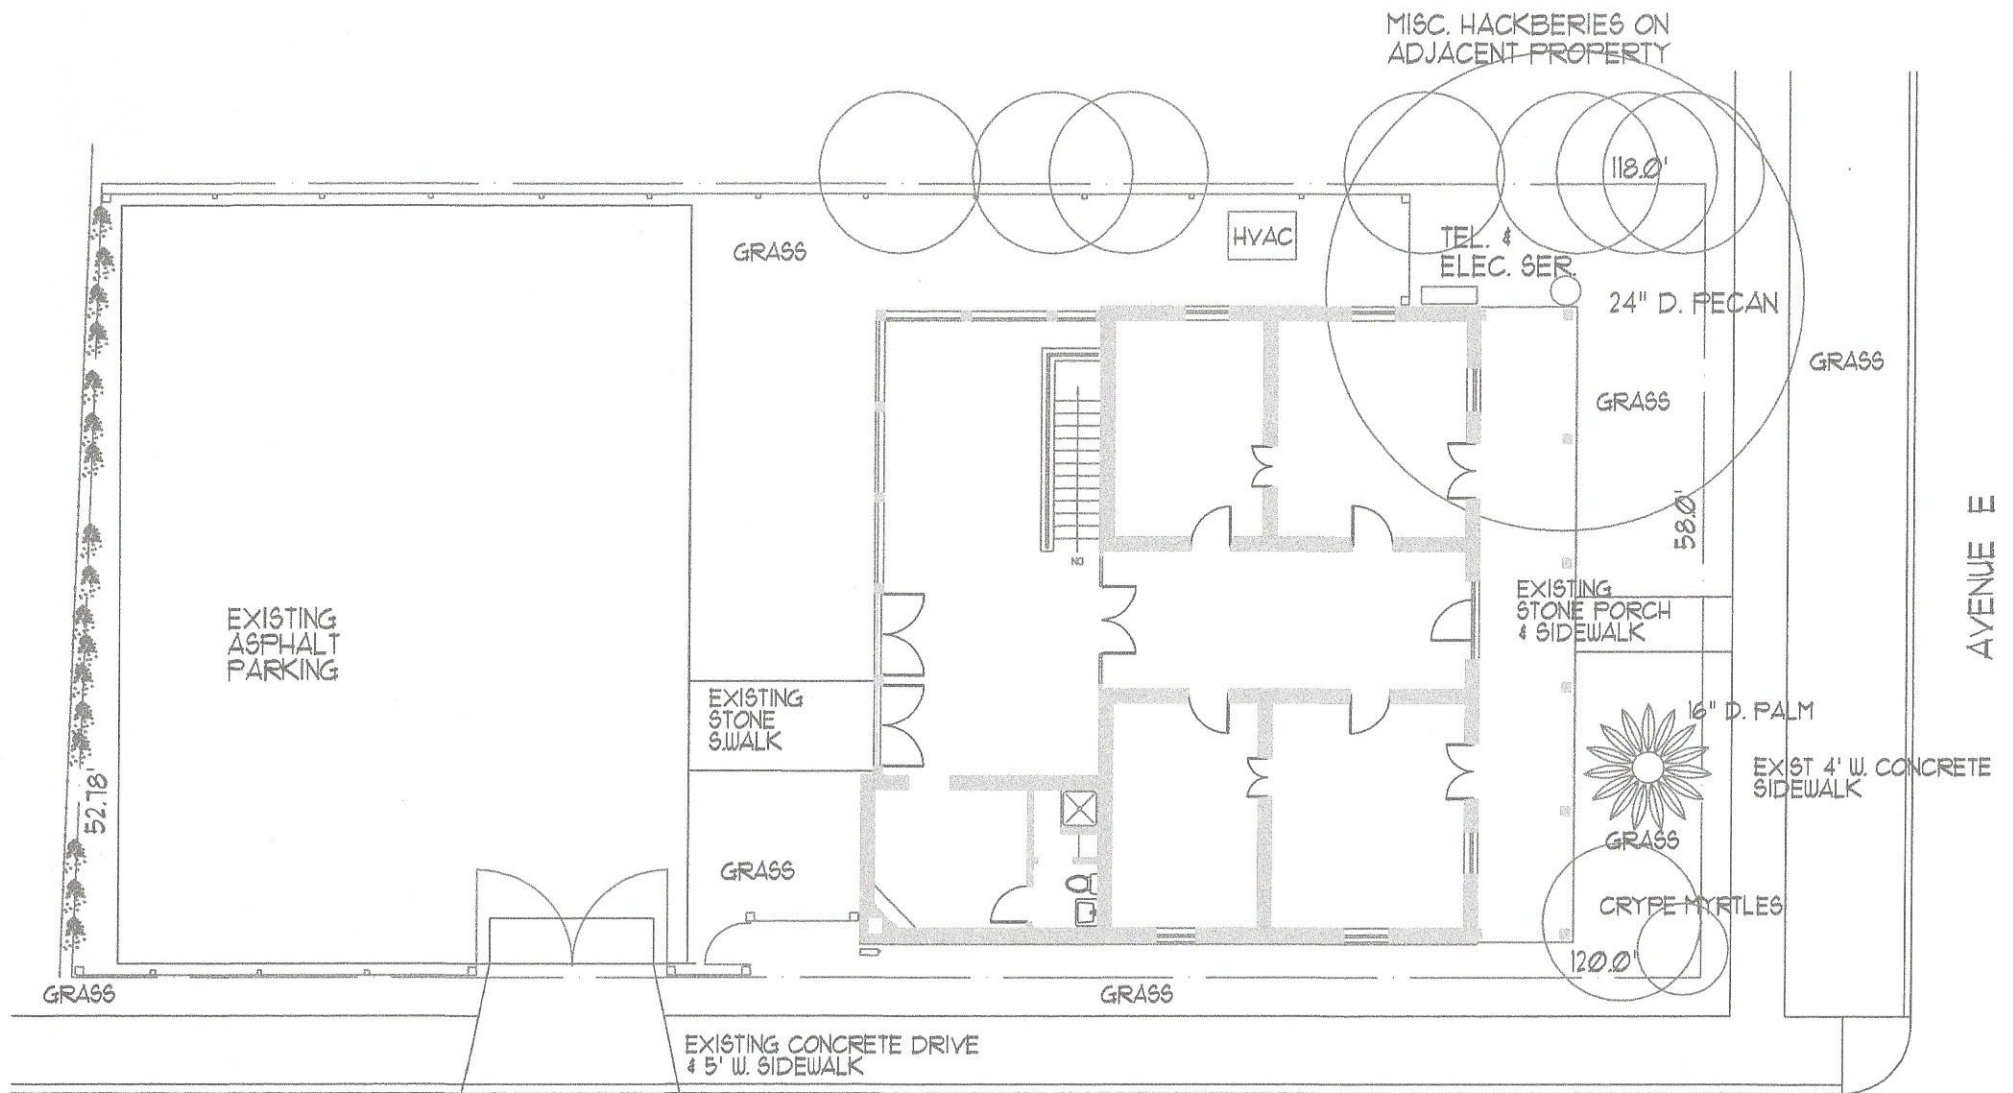 MISC. HACKBERIES ON
ADJACENT PROPERTY
118.0'
GRASS
HVAC
TEL. &
ELEC. SER.
24" D. PECAN
GRASS
GRASS
58.0'
AVENUE E
DN
EXISTING
STONE PORCH
& SIDEWALK
EXISTING
ASPHALT
PARKING
EXISTING
STONE
S.WALK
16" D. PALM
EXIST 4' W. CONCRETE
SIDEWALK
52.78'
GRASS
GRASS
CRYPE MYRTLES
120.0'
GRASS
GRASS
EXISTING CONCRETE DRIVE
& 5' W. SIDEWALK